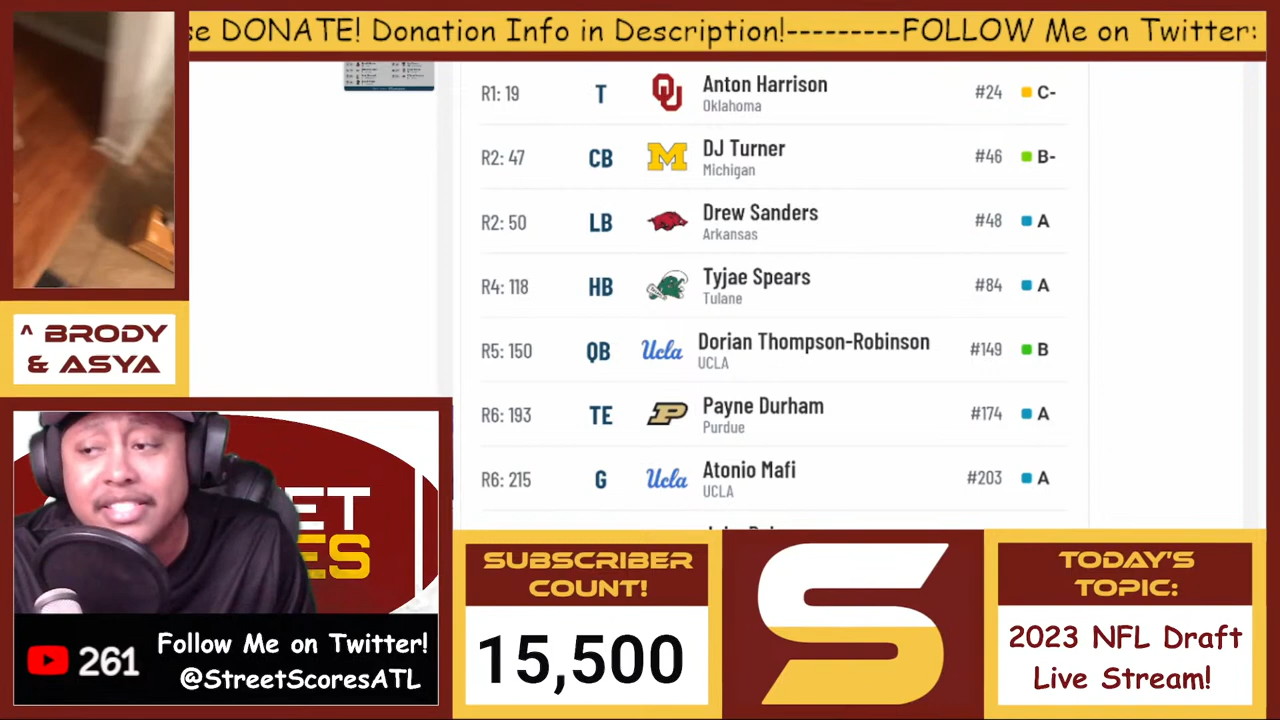 se DONATE! Donation Info in Description!---------FOLLOW Me on Twitter:
R1: 19 T OU Anton Harrison #24 C-
Oklahoma
R2: 47 CB M DJ Turner #46 B-
Michigan
R2: 50 LB Drew Sanders #48 A
Arkansas
R4: 118 HB Tyjae Spears #84 A
Tulane
R5: 150 QB Ucla Dorian Thompson-Robinson #149 B
UCLA
R6: 193 TE P Payne Durham #174 A
Purdue
R6: 215 G Ucla Atonio Mafi #203 A
UCLA
^ BRODY
& ASYA
ET
ES
261
Follow Me on Twitter!
@StreetScoresATL
SUBSCRIBER
COUNT!
15,500
S
TODAY'S
TOPIC:
2023 NFL Draft
Live Stream!